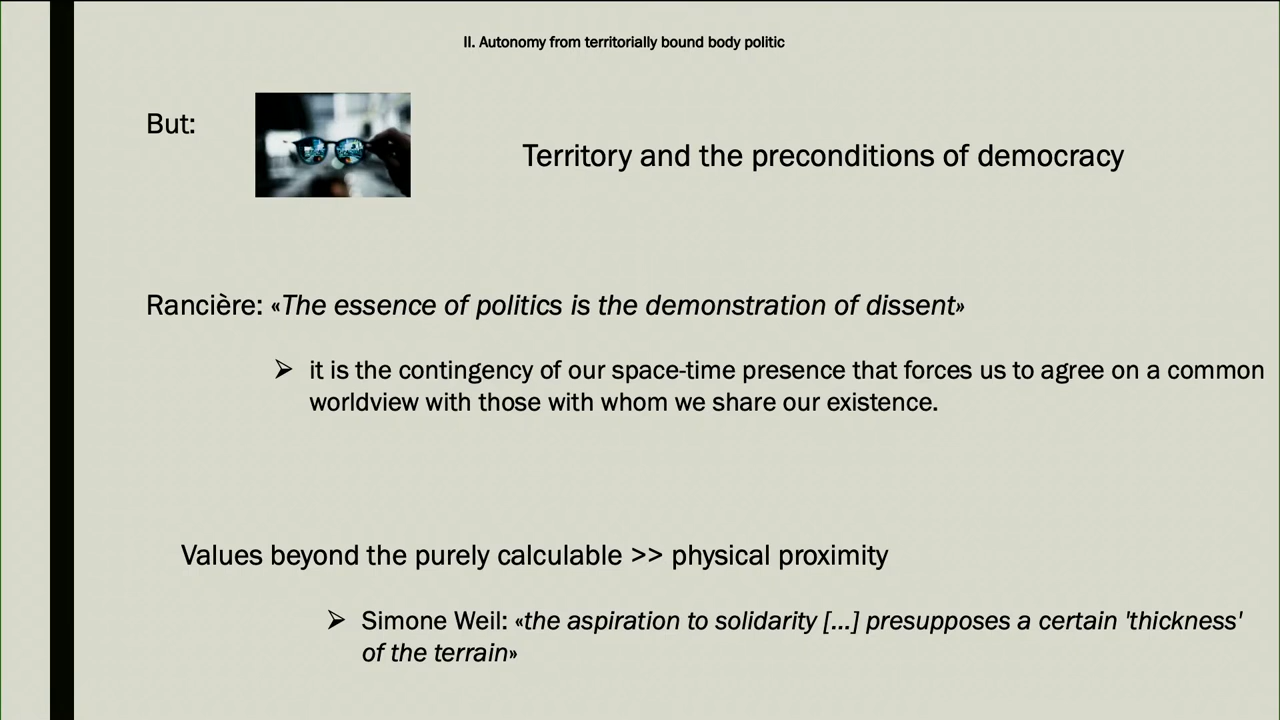 II. Autonomy from territorially bound body politic
But:
Territory and the preconditions of democracy
Rancière: «The essence of politics is the demonstration of dissent»
➢ it is the contingency of our space-time presence that forces us to agree on a common
worldview with those with whom we share our existence.
Values beyond the purely calculable >> physical proximity
➢ Simone Weil: «the aspiration to solidarity [...] presupposes a certain 'thickness'
of the terrain»